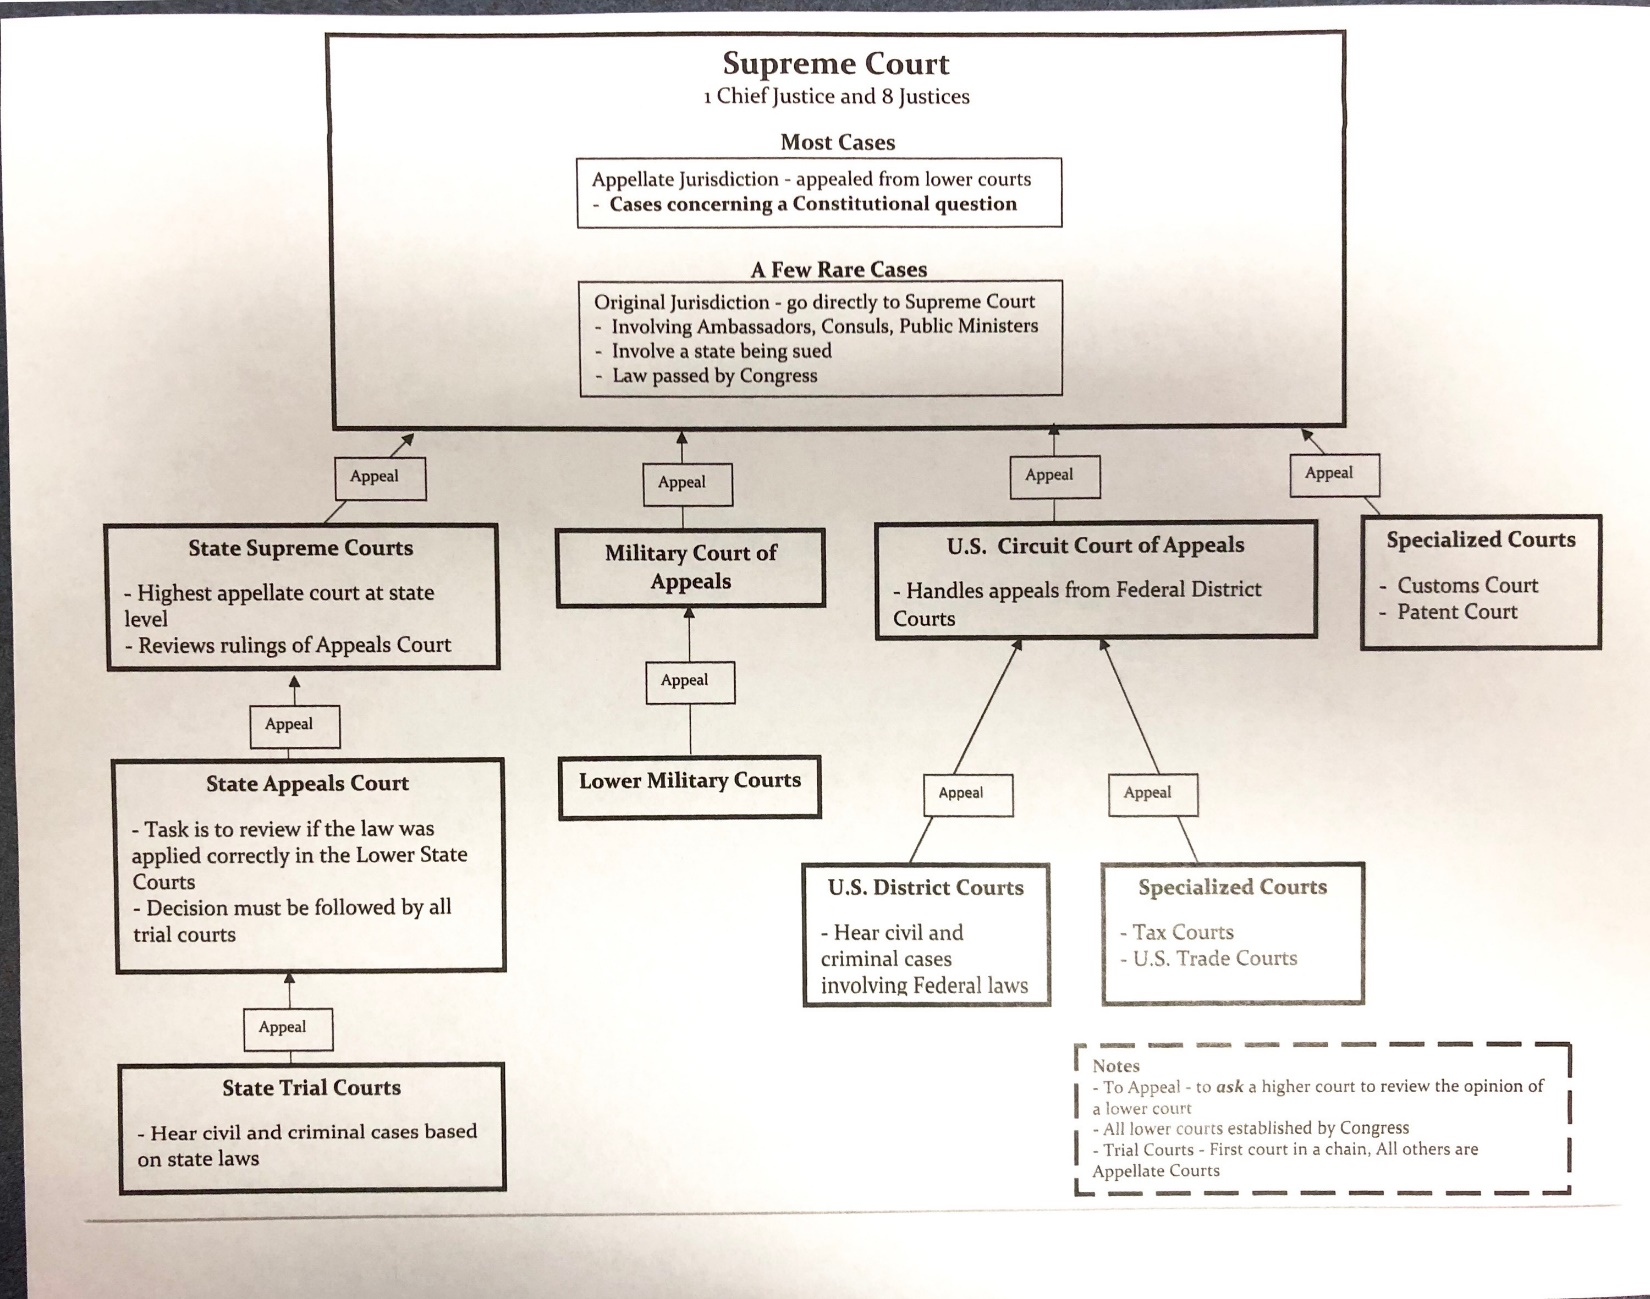 Supreme Court
1 Chief Justice and 8 Justices
Most Cases
Appellate Jurisdiction - appealed from lower courts
- Cases concerning a Constitutional question
A Few Rare Cases
Original Jurisdiction - go directly to Supreme Court
- Involving Ambassadors, Consuls, Public Ministers
- Involve a state being sued
- Law passed by Congress
Appeal
Appeal
Appeal
Appeal
State Supreme Courts
- Highest appellate court at state
level
- Reviews rulings of Appeals Court
Military Court of
Appeals
U.S. Circuit Court of Appeals
- Handles appeals from Federal District
Courts
Specialized Courts
- Customs Court
- Patent Court
Appeal
Appeal
Appeal
Appeal
State Appeals Court
- Task is to review if the law was
applied correctly in the Lower State
Courts
- Decision must be followed by all
trial courts
Lower Military Courts
U.S. District Courts
- Hear civil and
criminal cases
involving Federal laws
Specialized Courts
- Tax Courts
- U.S. Trade Courts
Appeal
State Trial Courts
- Hear civil and criminal cases based
on state laws
Notes
- To Appeal - to ask a higher court to review the opinion of
a lower court
- All lower courts established by Congress
- Trial Courts - First court in a chain, All others are
Appellate Courts